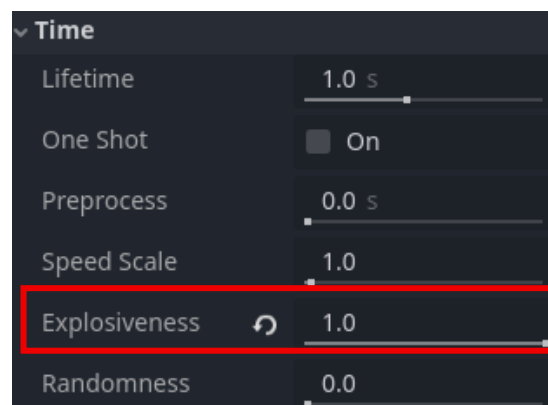 Time
Lifetime 1.0 s
One Shot On
Preprocess 0.0 s
Speed Scale 1.0
Explosiveness 1.0
Randomness 0.0